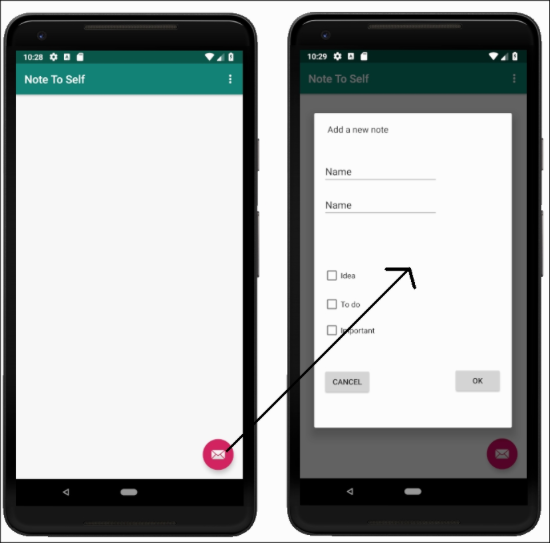 10:28
Note To Self
10:29
Note To Self
Add a new note
Name
Name
Idea
To do
Important
CANCEL OK